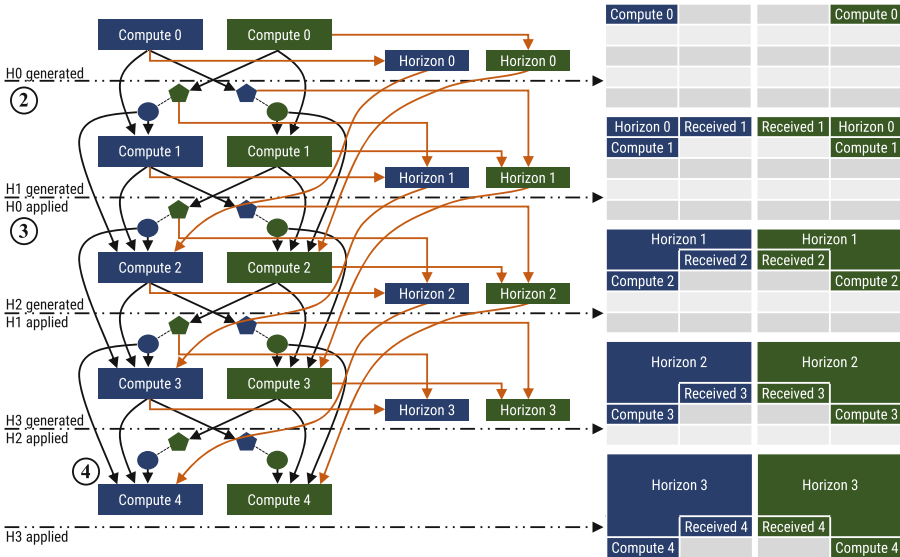 Compute 0
Compute 0
Horizon 0
Horizon 0
H0 generated
2
Compute 1
Compute 1
Horizon 1
Horizon 1
H1 generated
H0 applied
3
Compute 2
Compute 2
Horizon 2
Horizon 2
H2 generated
H1 applied
Compute 3
Compute 3
Horizon 3
Horizon 3
H3 generated
H2 applied
4
Compute 4
Compute 4
H3 applied
Compute 0
Compute 0
Horizon 0
Received 1
Received 1
Horizon 0
Compute 1
Compute 1
Horizon 1
Horizon 1
Received 2
Received 2
Compute 2
Compute 2
Horizon 2
Horizon 2
Received 3
Received 3
Compute 3
Compute 3
Horizon 3
Horizon 3
Received 4
Received 4
Compute 4
Compute 4